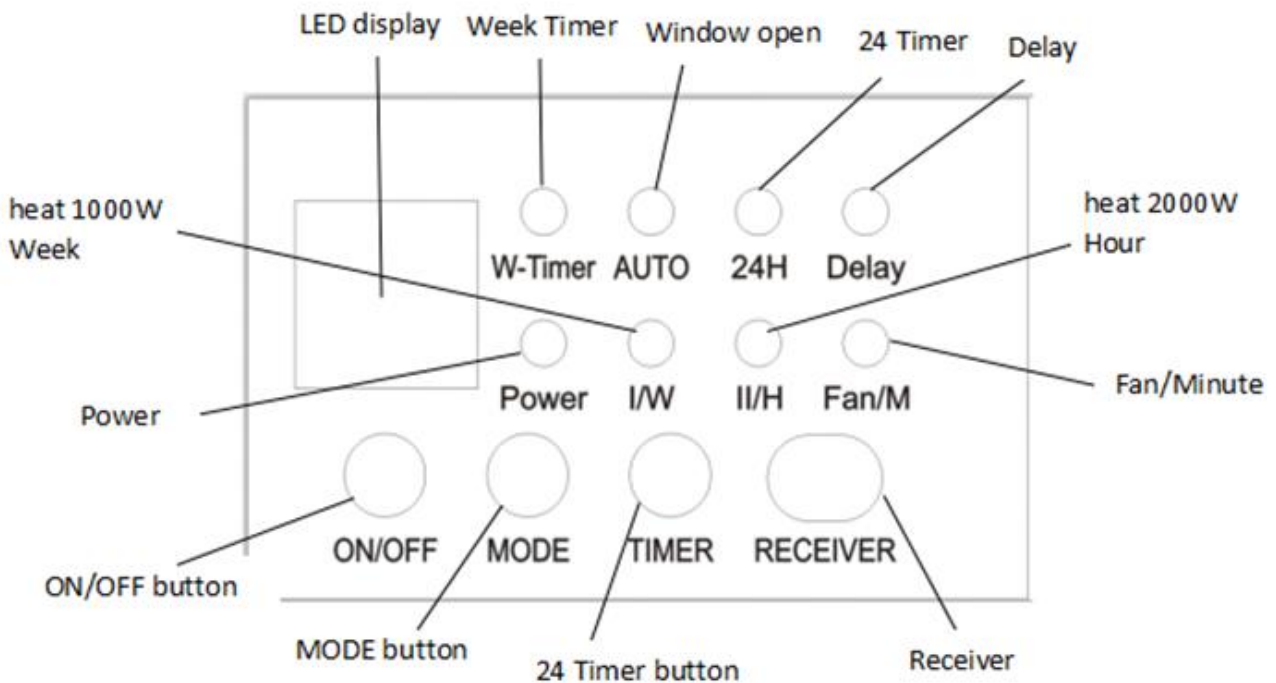 LED display
Week Timer
Window open
24 Timer
Delay
heat 1000W
Week
heat 2000W
Hour
W-Timer
AUTO
24H
Delay
Power
I/W
II/H
Fan/M
Power
Fan/Minute
ON/OFF
MODE
TIMER
RECEIVER
ON/OFF button
MODE button
24 Timer button
Receiver